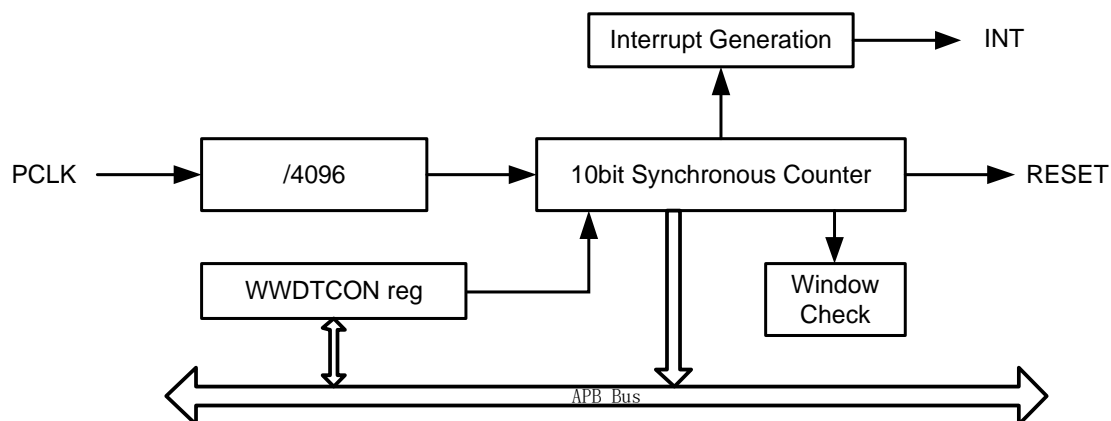 Interrupt Generation
INT
PCLK
/4096
10bit Synchronous Counter
RESET
WWDTCON reg
Window
Check
APB Bus